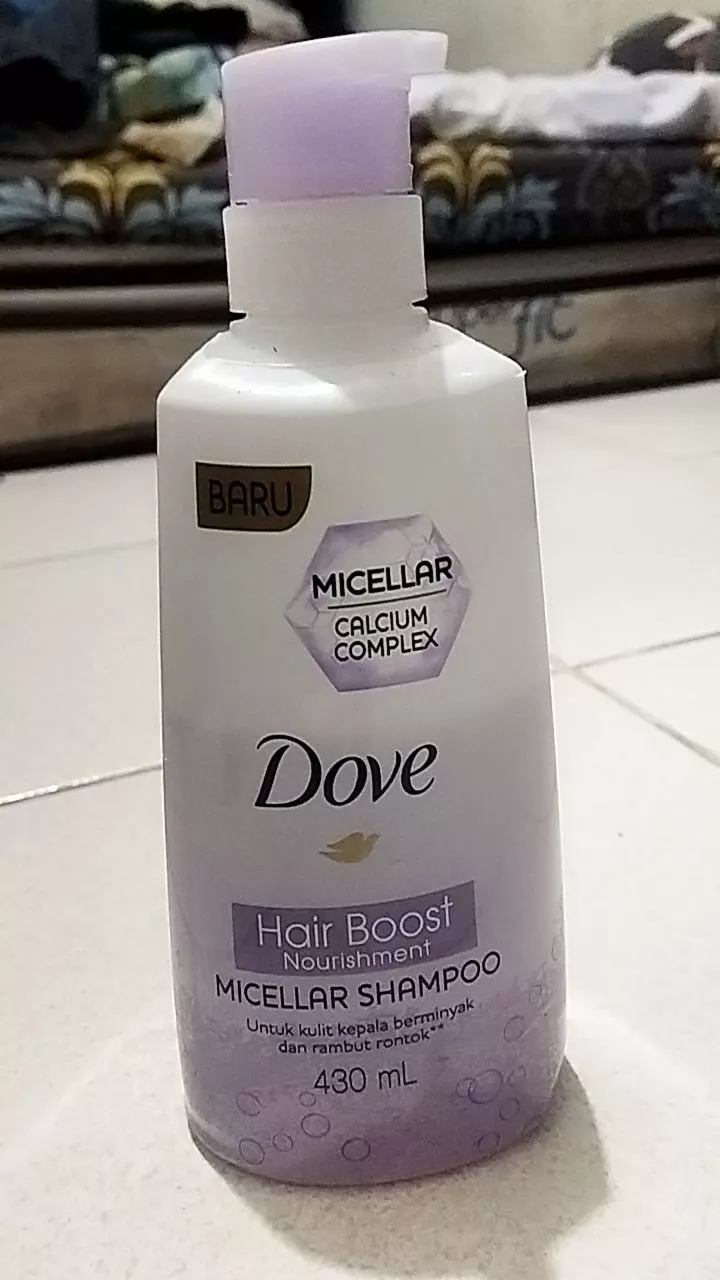 BARU
MICELLAR
CALCIUM
COMPLEX
Dove
Hair Boost
Nourishment
MICELLAR SHAMPOO
Untuk kulit kepala berminyak
dan rambut rontok**
430 mL